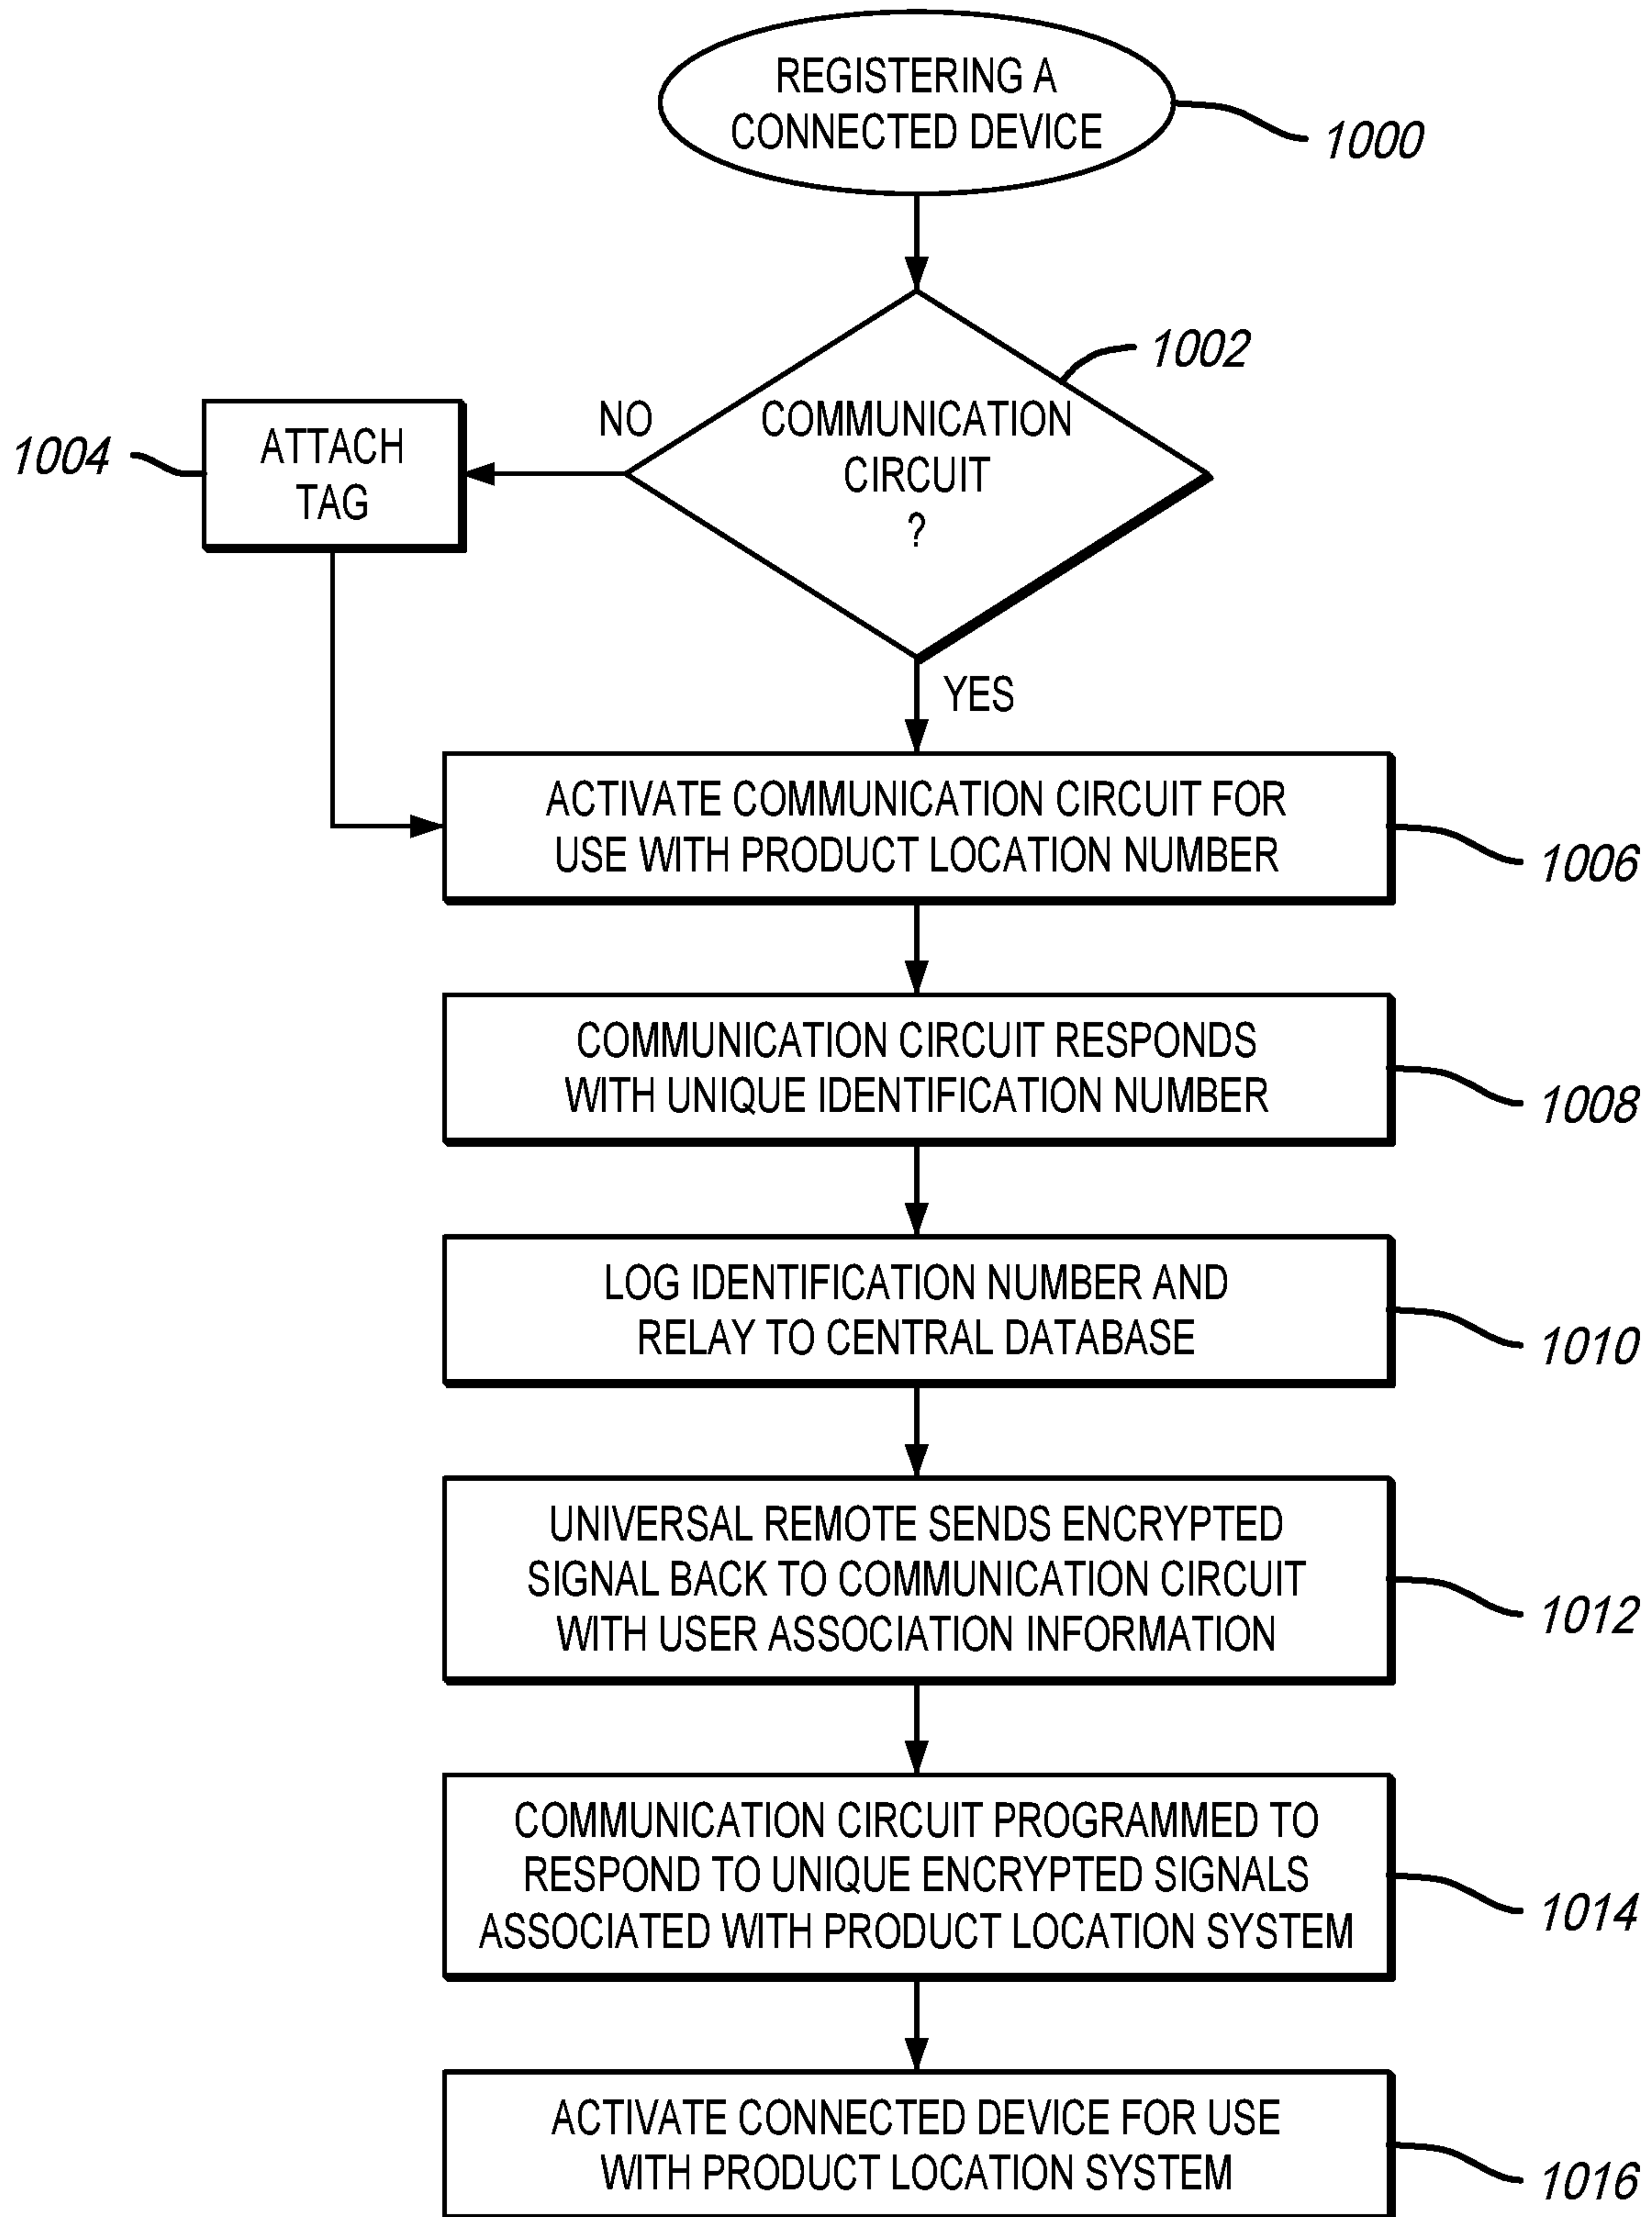 REGISTERING A
CONNECTED DEVICE
1000
1002
COMMUNICATION
CIRCUIT
?
NO
ATTACH
TAG
1004
YES
ACTIVATE COMMUNICATION CIRCUIT FOR
USE WITH PRODUCT LOCATION NUMBER
1006
COMMUNICATION CIRCUIT RESPONDS
WITH UNIQUE IDENTIFICATION NUMBER
1008
LOG IDENTIFICATION NUMBER AND
RELAY TO CENTRAL DATABASE
1010
UNIVERSAL REMOTE SENDS ENCRYPTED
SIGNAL BACK TO COMMUNICATION CIRCUIT
WITH USER ASSOCIATION INFORMATION
1012
COMMUNICATION CIRCUIT PROGRAMMED TO
RESPOND TO UNIQUE ENCRYPTED SIGNALS
ASSOCIATED WITH PRODUCT LOCATION SYSTEM
1014
ACTIVATE CONNECTED DEVICE FOR USE
WITH PRODUCT LOCATION SYSTEM
1016